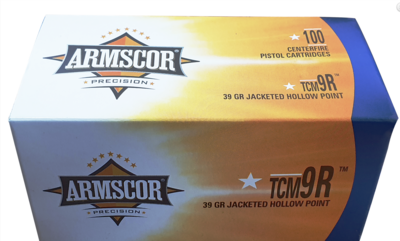 ARMSCOR®
PRECISION
100
CENTERFIRE
PISTOL CARTRIDGES
TCM9R™
39 GR JACKETED HOLLOW POINT
ARMSCOR®
PRECISION
TCM9R™
39 GR JACKETED HOLLOW POINT